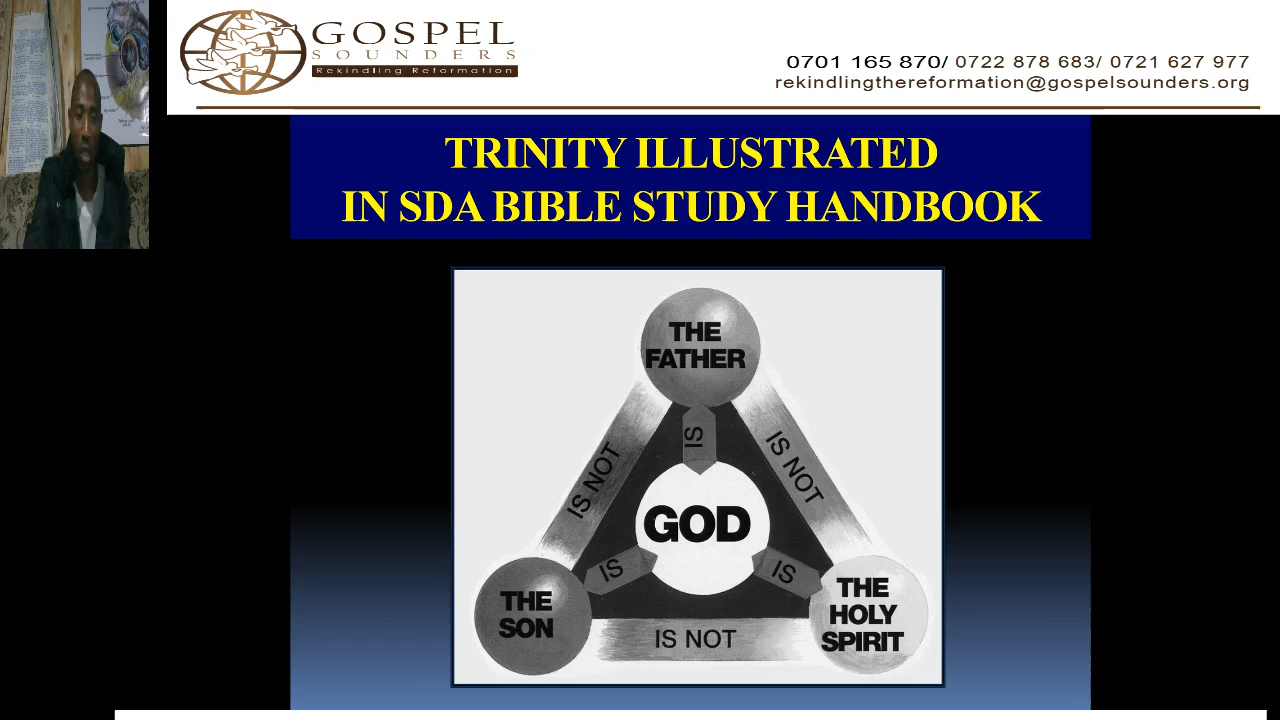 GOSPEL
SOUNDERS
Rekindling Reformation
0701 165 870/ 0722 878 683/ 0721 627 977
rekindlingthereformation@gospelsounders.org
TRINITY ILLUSTRATED
IN SDA BIBLE STUDY HANDBOOK
THE
FATHER
IS
IS NOT
IS NOT
GOD
IS
IS
THE
SON
THE
HOLY
SPIRIT
IS NOT